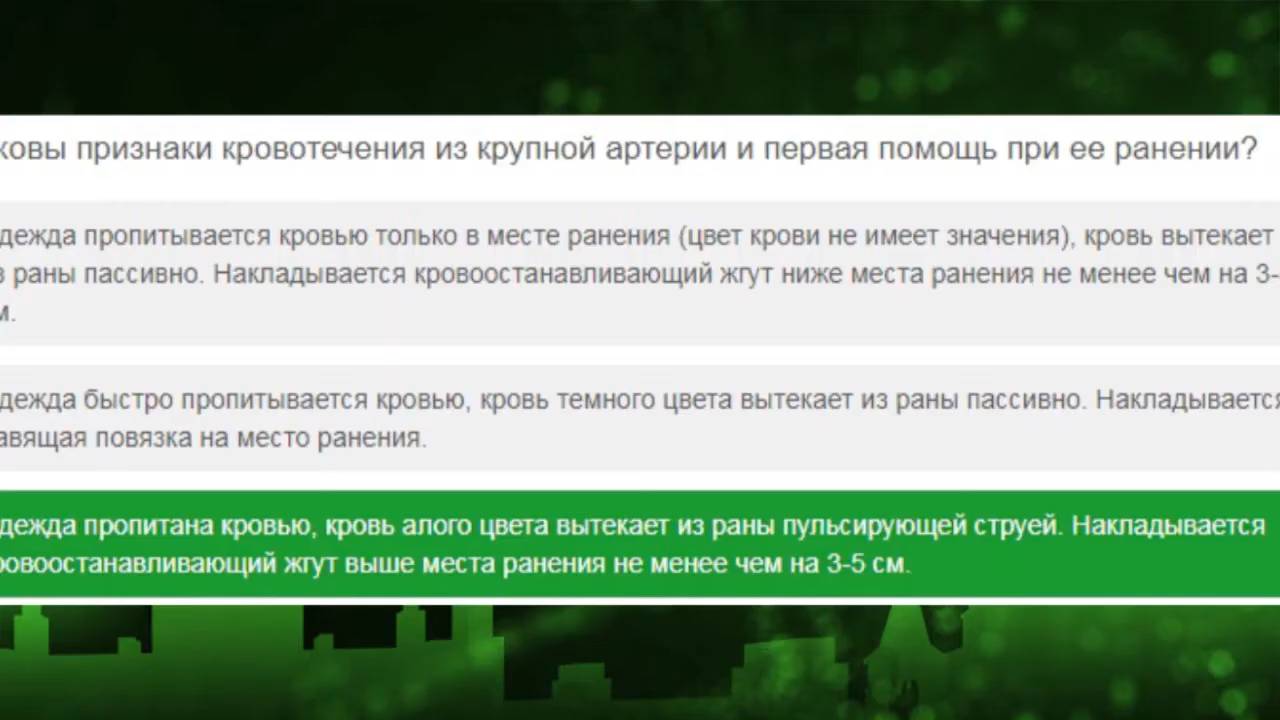 ковы признаки кровотечения из крупной артерии и первая помощь при ее ранении?
дежда пропитывается кровью только в месте ранения (цвет крови не имеет значения), кровь вытекает
з раны пассивно. Накладывается кровоостанавливающий жгут ниже места ранения не менее чем на 3-
м.
дежда быстро пропитывается кровью, кровь темного цвета вытекает из раны пассивно. Накладывается
авящая повязка на место ранения.
дежда пропитана кровью, кровь алого цвета вытекает из раны пульсирующей струей. Накладывается
ровоостанавливающий жгут выше места ранения не менее чем на 3-5 см.